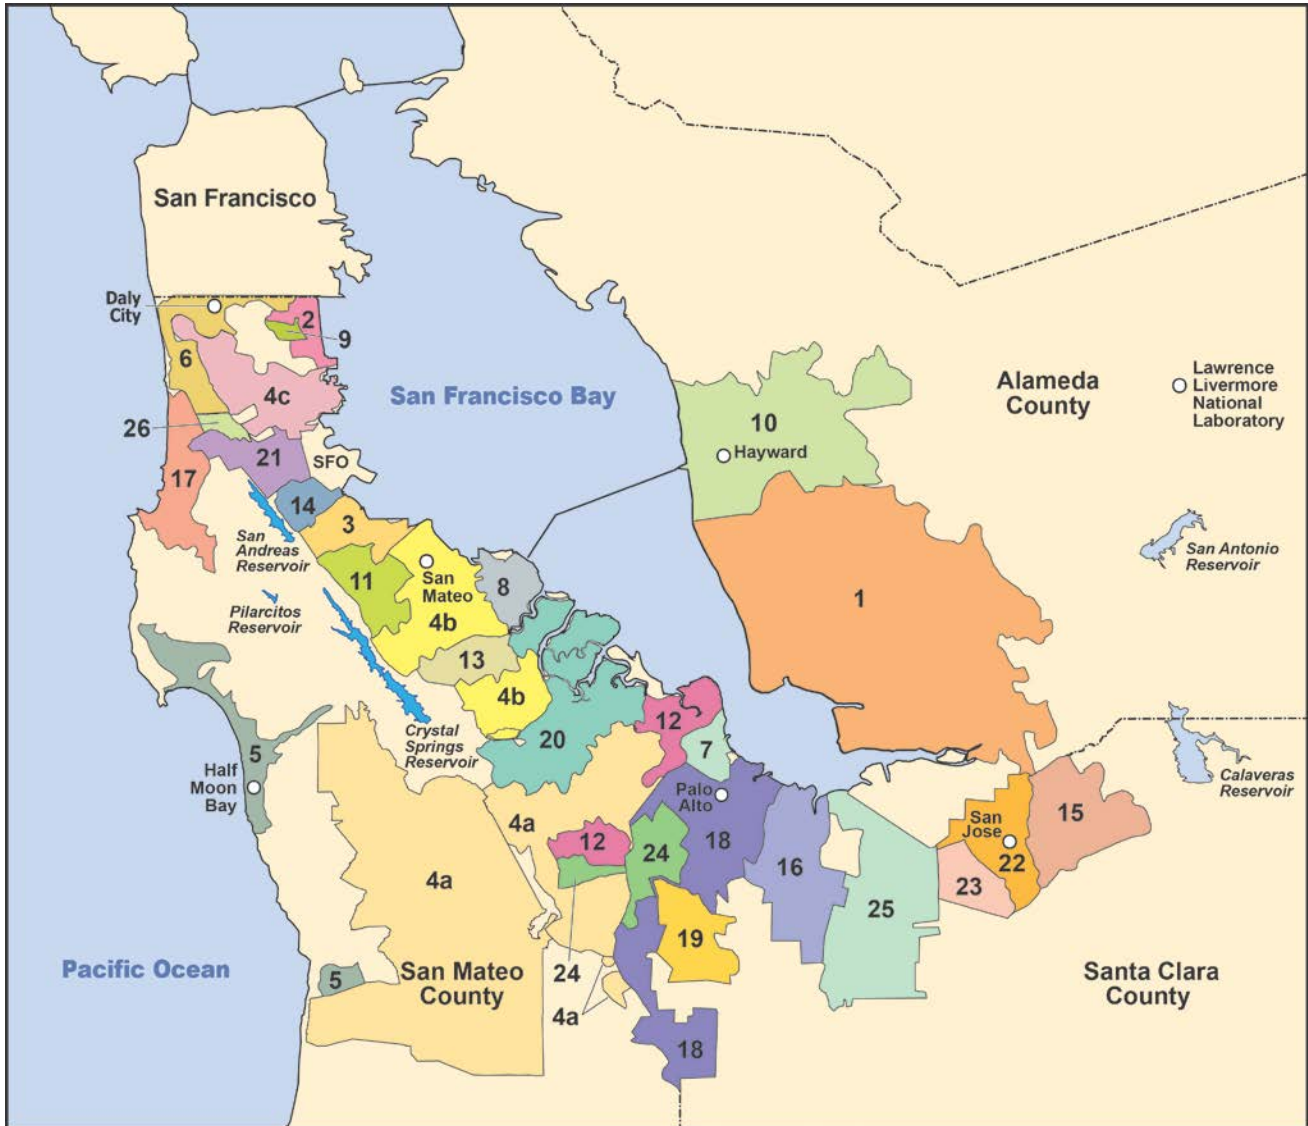 San Francisco
Daly
City
2
9
6
4c
San Francisco Bay
Alameda
County
Lawrence
Livermore
National
Laboratory
10
26
Hayward
21
SFO
17
14
3
San
Andreas
Reservoir
San Antonio
Reservoir
11
San
Mateo
8
1
Pilarcitos
Reservoir
4b
13
4b
12
Crystal
Springs
Reservoir
20
7
5
Half
Moon
Bay
Palo
Alto
Calaveras
Reservoir
4a
12
24
18
16
San
Jose
15
22
4a
23
25
19
Pacific Ocean
5
San Mateo
County
24
4a
Santa Clara
County
18